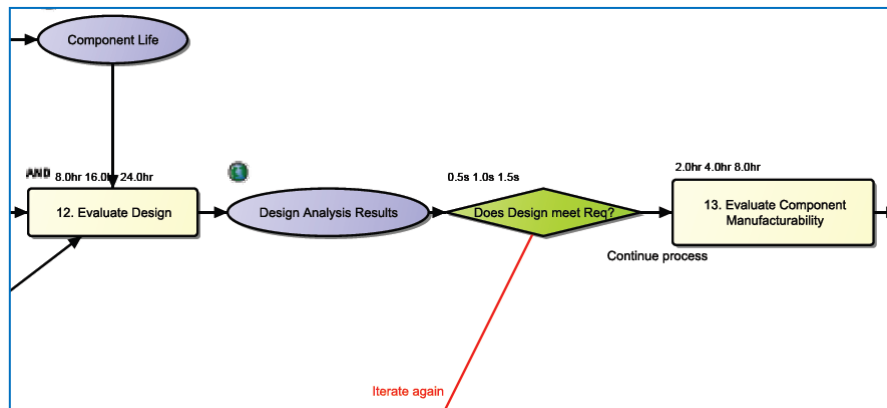 Component Life
AND 8.0hr 16.0hr 24.0hr
12. Evaluate Design
Design Analysis Results
0.5s 1.0s 1.5s
Does Design meet Req?
2.0hr 4.0hr 8.0hr
13. Evaluate Component
Manufacturability
Continue process
Iterate again